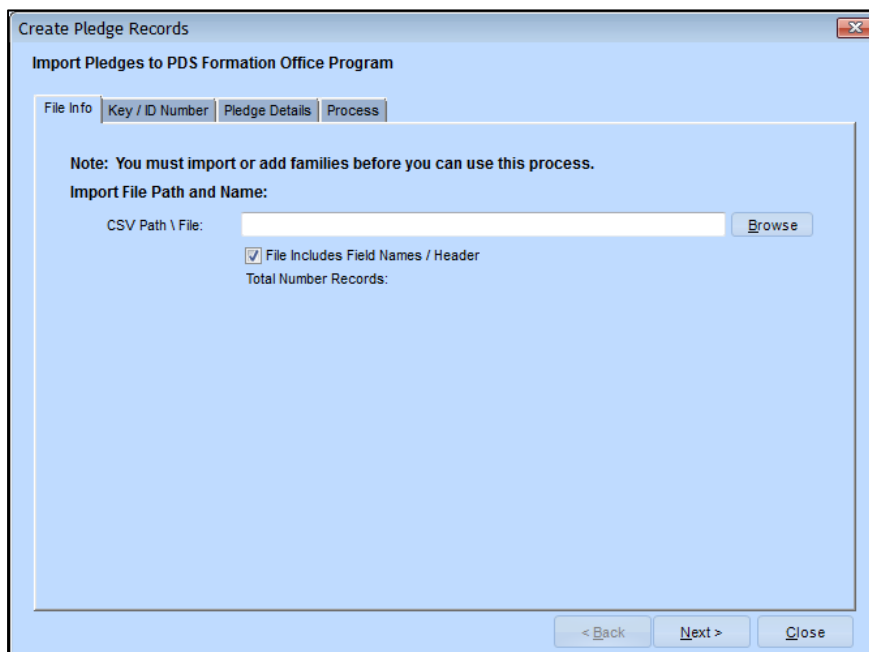 Create Pledge Records
Import Pledges to PDS Formation Office Program
File Info Key / ID Number Pledge Details Process
Note: You must import or add families before you can use this process.
Import File Path and Name:
CSV Path \ File: Browse
File Includes Field Names / Header
Total Number Records:
< Back Next > Close